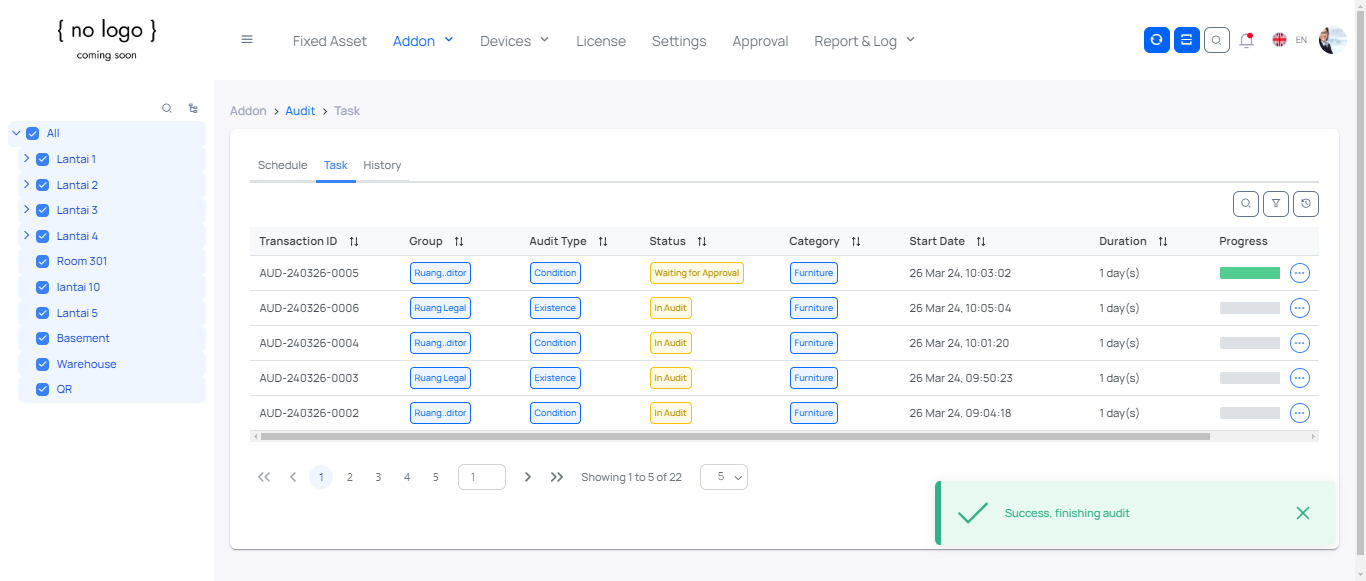 { no logo }
coming soon
Fixed Asset Addon Devices License Settings Approval Report & Log EN
Addon > Audit > Task
All
Lantai 1
Lantai 2
Lantai 3
Lantai 4
Room 301
lantai 10
Lantai 5
Basement
Warehouse
QR
Schedule Task History
Transaction ID Group Audit Type Status Category Start Date Duration Progress
AUD-240326-0005 Ruang..ditor Condition Waiting for Approval Furniture 26 Mar 24, 10:03:02 1 day(s)
AUD-240326-0006 Ruang Legal Existence In Audit Furniture 26 Mar 24, 10:05:04 1 day(s)
AUD-240326-0004 Ruang..ditor Condition In Audit Furniture 26 Mar 24, 10:01:20 1 day(s)
AUD-240326-0003 Ruang Legal Existence In Audit Furniture 26 Mar 24, 09:50:23 1 day(s)
AUD-240326-0002 Ruang..ditor Condition In Audit Furniture 26 Mar 24, 09:04:18 1 day(s)
1 2 3 4 5 1 Showing 1 to 5 of 22 5
Success, finishing audit